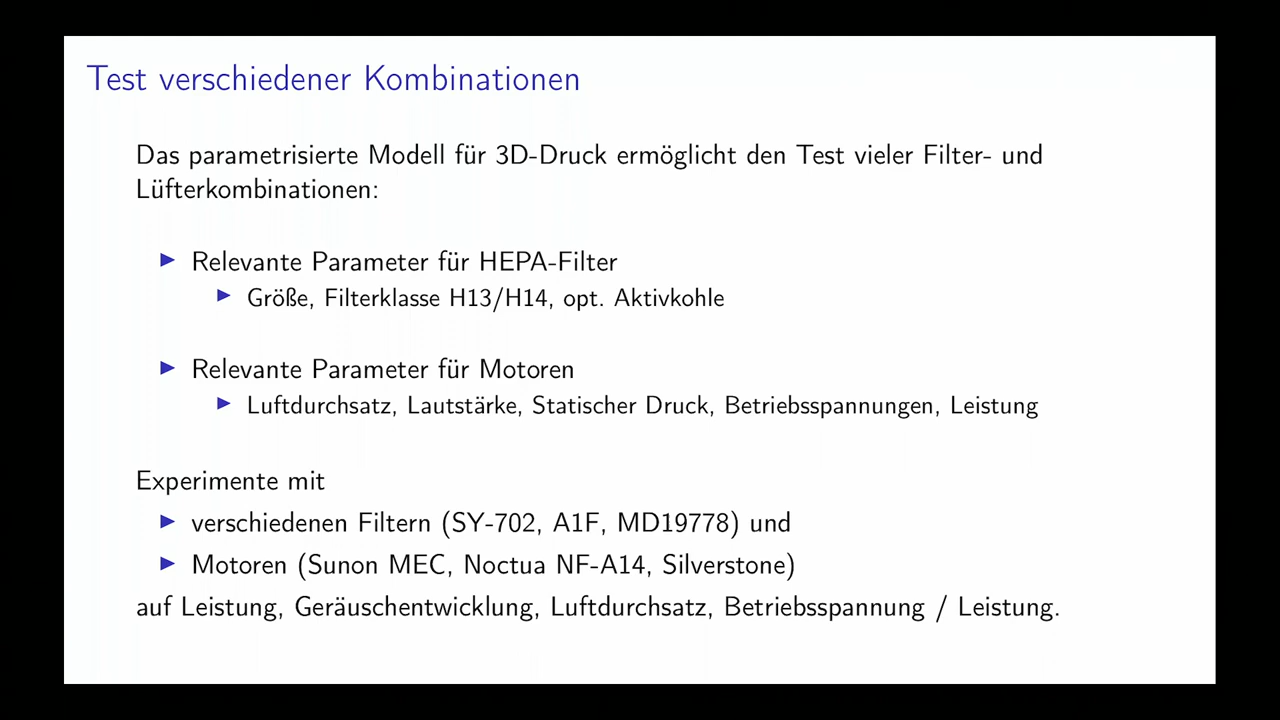 Test verschiedener Kombinationen
Das parametrisierte Modell für 3D-Druck ermöglicht den Test vieler Filter- und
Lüfterkombinationen:
Relevante Parameter für HEPA-Filter
Größe, Filterklasse H13/H14, opt. Aktivkohle
Relevante Parameter für Motoren
Luftdurchsatz, Lautstärke, Statischer Druck, Betriebsspannungen, Leistung
Experimente mit
verschiedenen Filtern (SY-702, A1F, MD19778) und
Motoren (Sunon MEC, Noctua NF-A14, Silverstone)
auf Leistung, Geräuschentwicklung, Luftdurchsatz, Betriebsspannung / Leistung.